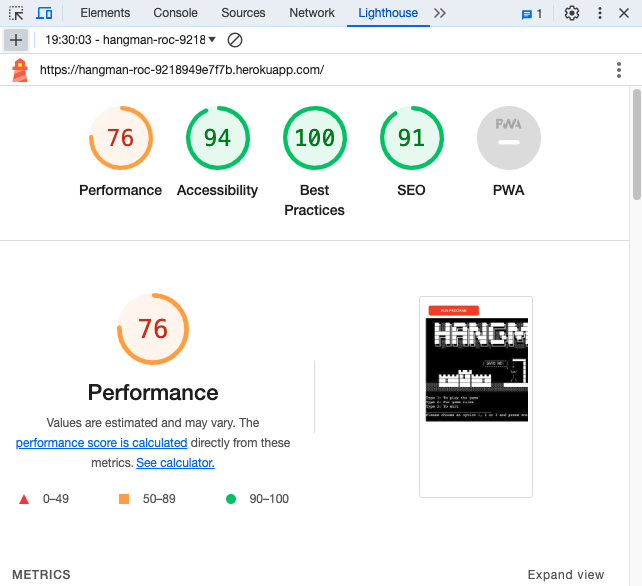 Elements Console Sources Network Lighthouse 1
19:30:03 - hangman-roc-9218
https://hangman-roc-9218949e7f7b.herokuapp.com/
76 94 100 91 PWA
Performance Accessibility Best Practices SEO PWA
76
Performance
Values are estimated and may vary. The
performance score is calculated directly from these
metrics. See calculator.
0–49 50–89 90–100
RUN PROGRAM
HANGM
SAVE ME!
Type 1: To play the game
Type 2: For game rules
Type 3: To exit
Please choose an option 1, 2 or 3 and press
METRICS Expand view